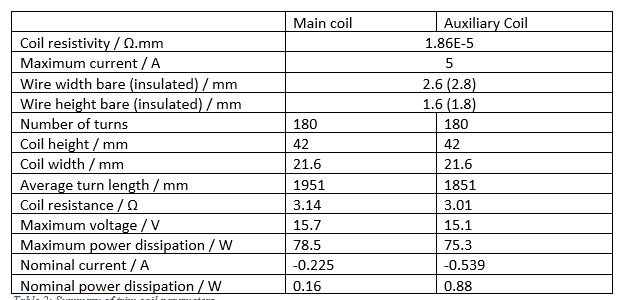 Main coil Auxiliary Coil
Coil resistivity / Ω.mm 1.86E-5
Maximum current / A 5
Wire width bare (insulated) / mm 2.6 (2.8)
Wire height bare (insulated) / mm 1.6 (1.8)
Number of turns 180 180
Coil height / mm 42 42
Coil width / mm 21.6 21.6
Average turn length / mm 1951 1851
Coil resistance / Ω 3.14 3.01
Maximum voltage / V 15.7 15.1
Maximum power dissipation / W 78.5 75.3
Nominal current / A -0.225 -0.539
Nominal power dissipation / W 0.16 0.88
Table 2: Summary of trim coil parameters